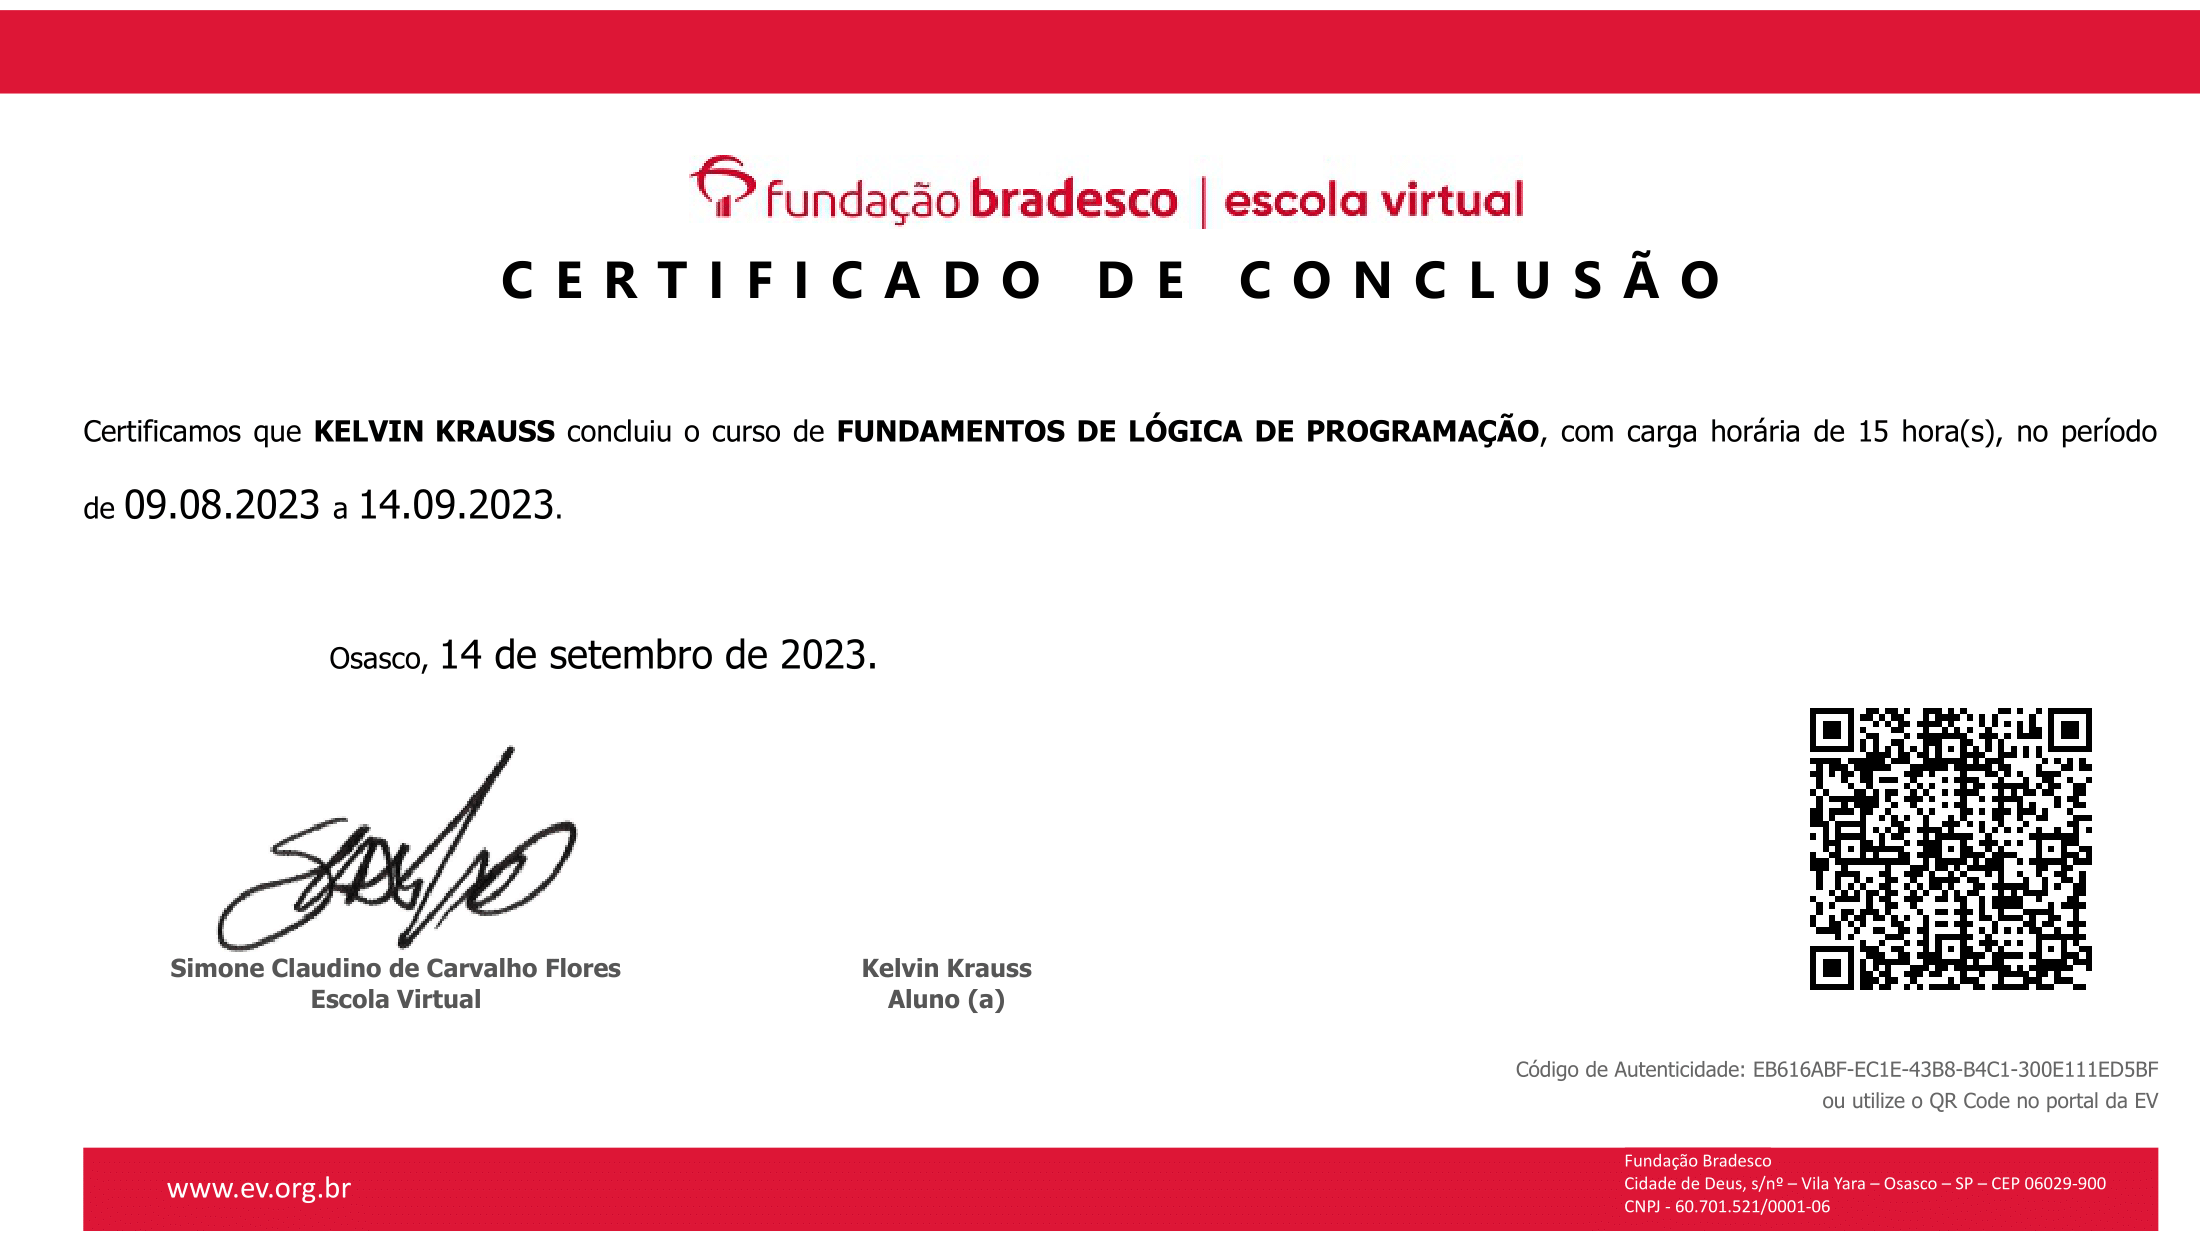 fundação bradesco | escola virtual
CERTIFICADO DE CONCLUSÃO
Certificamos que KELVIN KRAUSS concluiu o curso de FUNDAMENTOS DE LÓGICA DE PROGRAMAÇÃO, com carga horária de 15 hora(s), no período
de 09.08.2023 a 14.09.2023.
Osasco, 14 de setembro de 2023.
Simone Claudino de Carvalho Flores
Escola Virtual
Kelvin Krauss
Aluno (a)
Código de Autenticidade: EB616ABF-EC1E-43B8-B4C1-300E111ED5BF
ou utilize o QR Code no portal da EV
www.ev.org.br
Fundação Bradesco
Cidade de Deus, s/nº – Vila Yara – Osasco – SP – CEP 06029-900
CNPJ - 60.701.521/0001-06